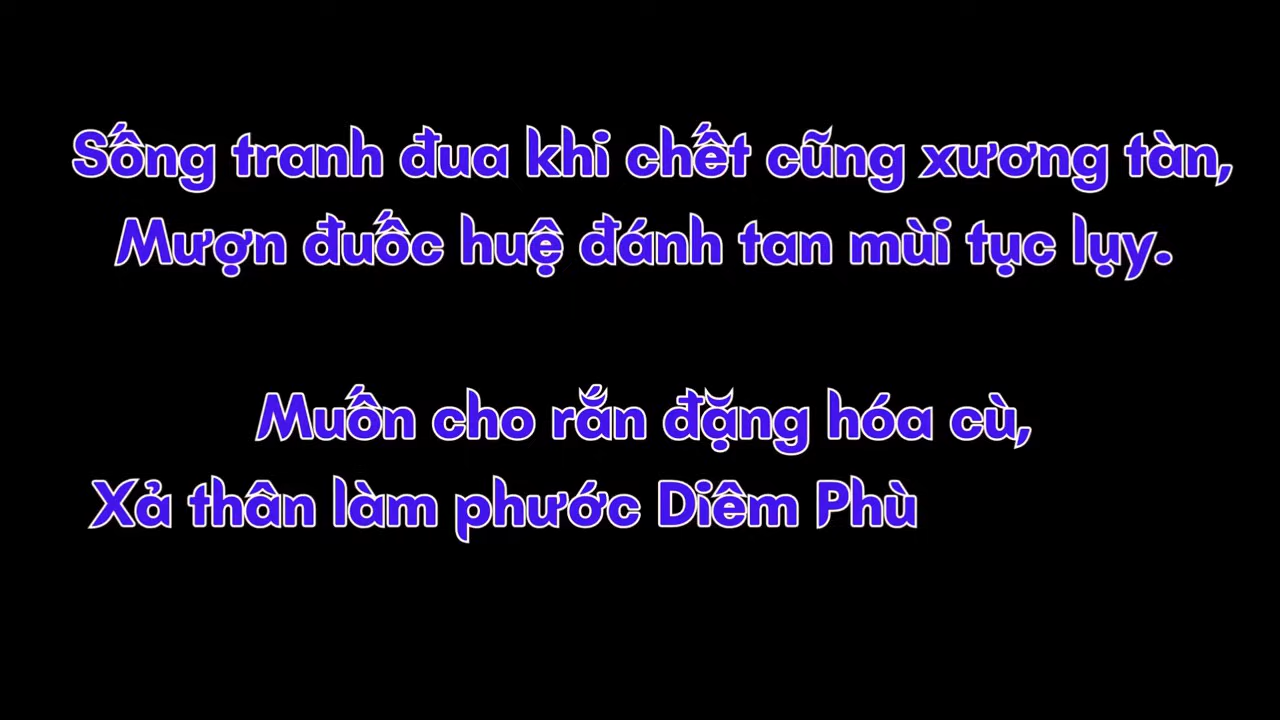 Sống tranh đua khi chết cũng xương tàn,
Mượn đuốc huệ đánh tan mùi tục lụy.
Muốn cho rắn đặng hóa cù,
Xả thân làm phước Diêm Phù